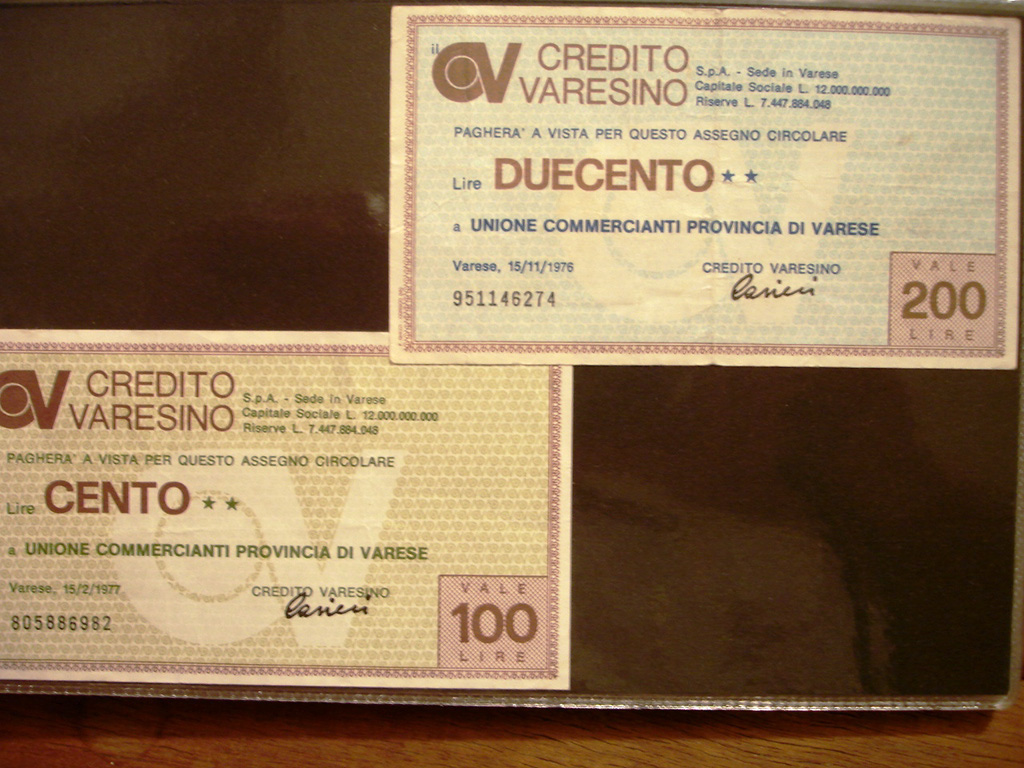 il CV CREDITO
VARESINO
S.p.A. - Sede in Varese
Capitale Sociale L. 12.000.000.000
Riserve L. 7.447.884.048
PAGHERA' A VISTA PER QUESTO ASSEGNO CIRCOLARE
Lire DUECENTO★★
a UNIONE COMMERCIANTI PROVINCIA DI VARESE
Varese, 15/11/1976
CREDITO VARESINO
951146274
VALE
200
LIRE
CV CREDITO
VARESINO
S.p.A. - Sede in Varese
Capitale Sociale L. 12.000.000.000
Riserve L. 7.447.884.048
PAGHERA' A VISTA PER QUESTO ASSEGNO CIRCOLARE
Lire CENTO ★★
a UNIONE COMMERCIANTI PROVINCIA DI VARESE
Varese, 15/2/1977
CREDITO VARESINO
805886982
VALE
100
LIRE